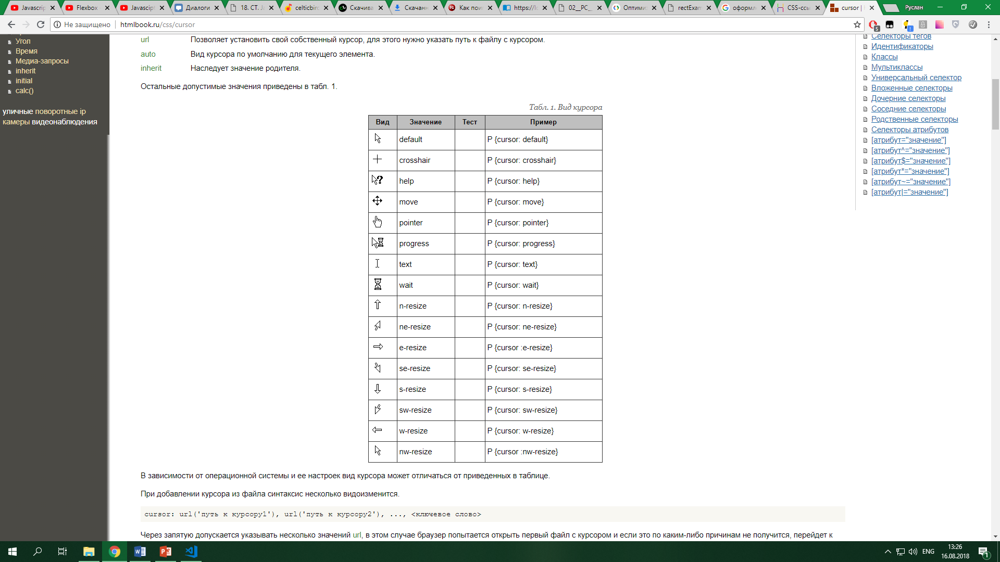 Javascrip
Flexbox
Javascipt
Диалоги
18. СТ. Ja
celticbird
Скачива
Скачанн
Как пои
https://lo
02__PC_
Оптими
rectExam
оформл
CSS-ссы
cursor |
Руслан
Не защищено
htmlbook.ru/css/cursor
5
Угол
Время
Медиа-запросы
inherit
initial
calc()
уличные поворотные ip
камеры видеонаблюдения
url Позволяет установить свой собственный курсор, для этого нужно указать путь к файлу с курсором.
auto Вид курсора по умолчанию для текущего элемента.
inherit Наследует значение родителя.
Остальные допустимые значения приведены в табл. 1.
Табл. 1. Вид курсора
Вид Значение Тест Пример
default P {cursor: default}
crosshair P {cursor: crosshair}
help P {cursor: help}
move P {cursor: move}
pointer P {cursor: pointer}
progress P {cursor: progress}
text P {cursor: text}
wait P {cursor: wait}
n-resize P {cursor: n-resize}
ne-resize P {cursor: ne-resize}
e-resize P {cursor :e-resize}
se-resize P {cursor: se-resize}
s-resize P {cursor: s-resize}
sw-resize P {cursor: sw-resize}
w-resize P {cursor: w-resize}
nw-resize P {cursor :nw-resize}
В зависимости от операционной системы и ее настроек вид курсора может отличаться от приведенных в таблице.
При добавлении курсора из файла синтаксис несколько видоизменится.
cursor: url('путь к курсору1'), url('путь к курсору2'), ..., <ключевое слово>
Через запятую допускается указывать несколько значений url, в этом случае браузер попытается открыть первый файл с курсором и если это по каким-либо причинам не получится, перейдет к
Селекторы тегов
Идентификаторы
Классы
Мультиклассы
Универсальный селектор
Вложенные селекторы
Дочерние селекторы
Соседние селекторы
Родственные селекторы
Селекторы атрибутов
[атрибут="значение"]
[атрибут^="значение"]
[атрибут$="значение"]
[атрибут*="значение"]
[атрибут~="значение"]
[атрибут|="значение"]
ENG
13:26
16.08.2018
1